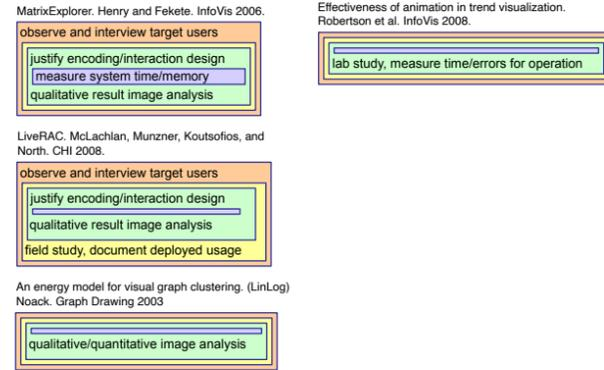 MatrixExplorer. Henry and Fekete. InfoVis 2006.
observe and interview target users
justify encoding/interaction design
measure system time/memory
qualitative result image analysis
LiveRAC. McLachlan, Munzner, Koutsofios, and
North. CHI 2008.
observe and interview target users
justify encoding/interaction design
qualitative result image analysis
field study, document deployed usage
An energy model for visual graph clustering. (LinLog)
Noack. Graph Drawing 2003
qualitative/quantitative image analysis
Effectiveness of animation in trend visualization.
Robertson et al. InfoVis 2008.
lab study, measure time/errors for operation